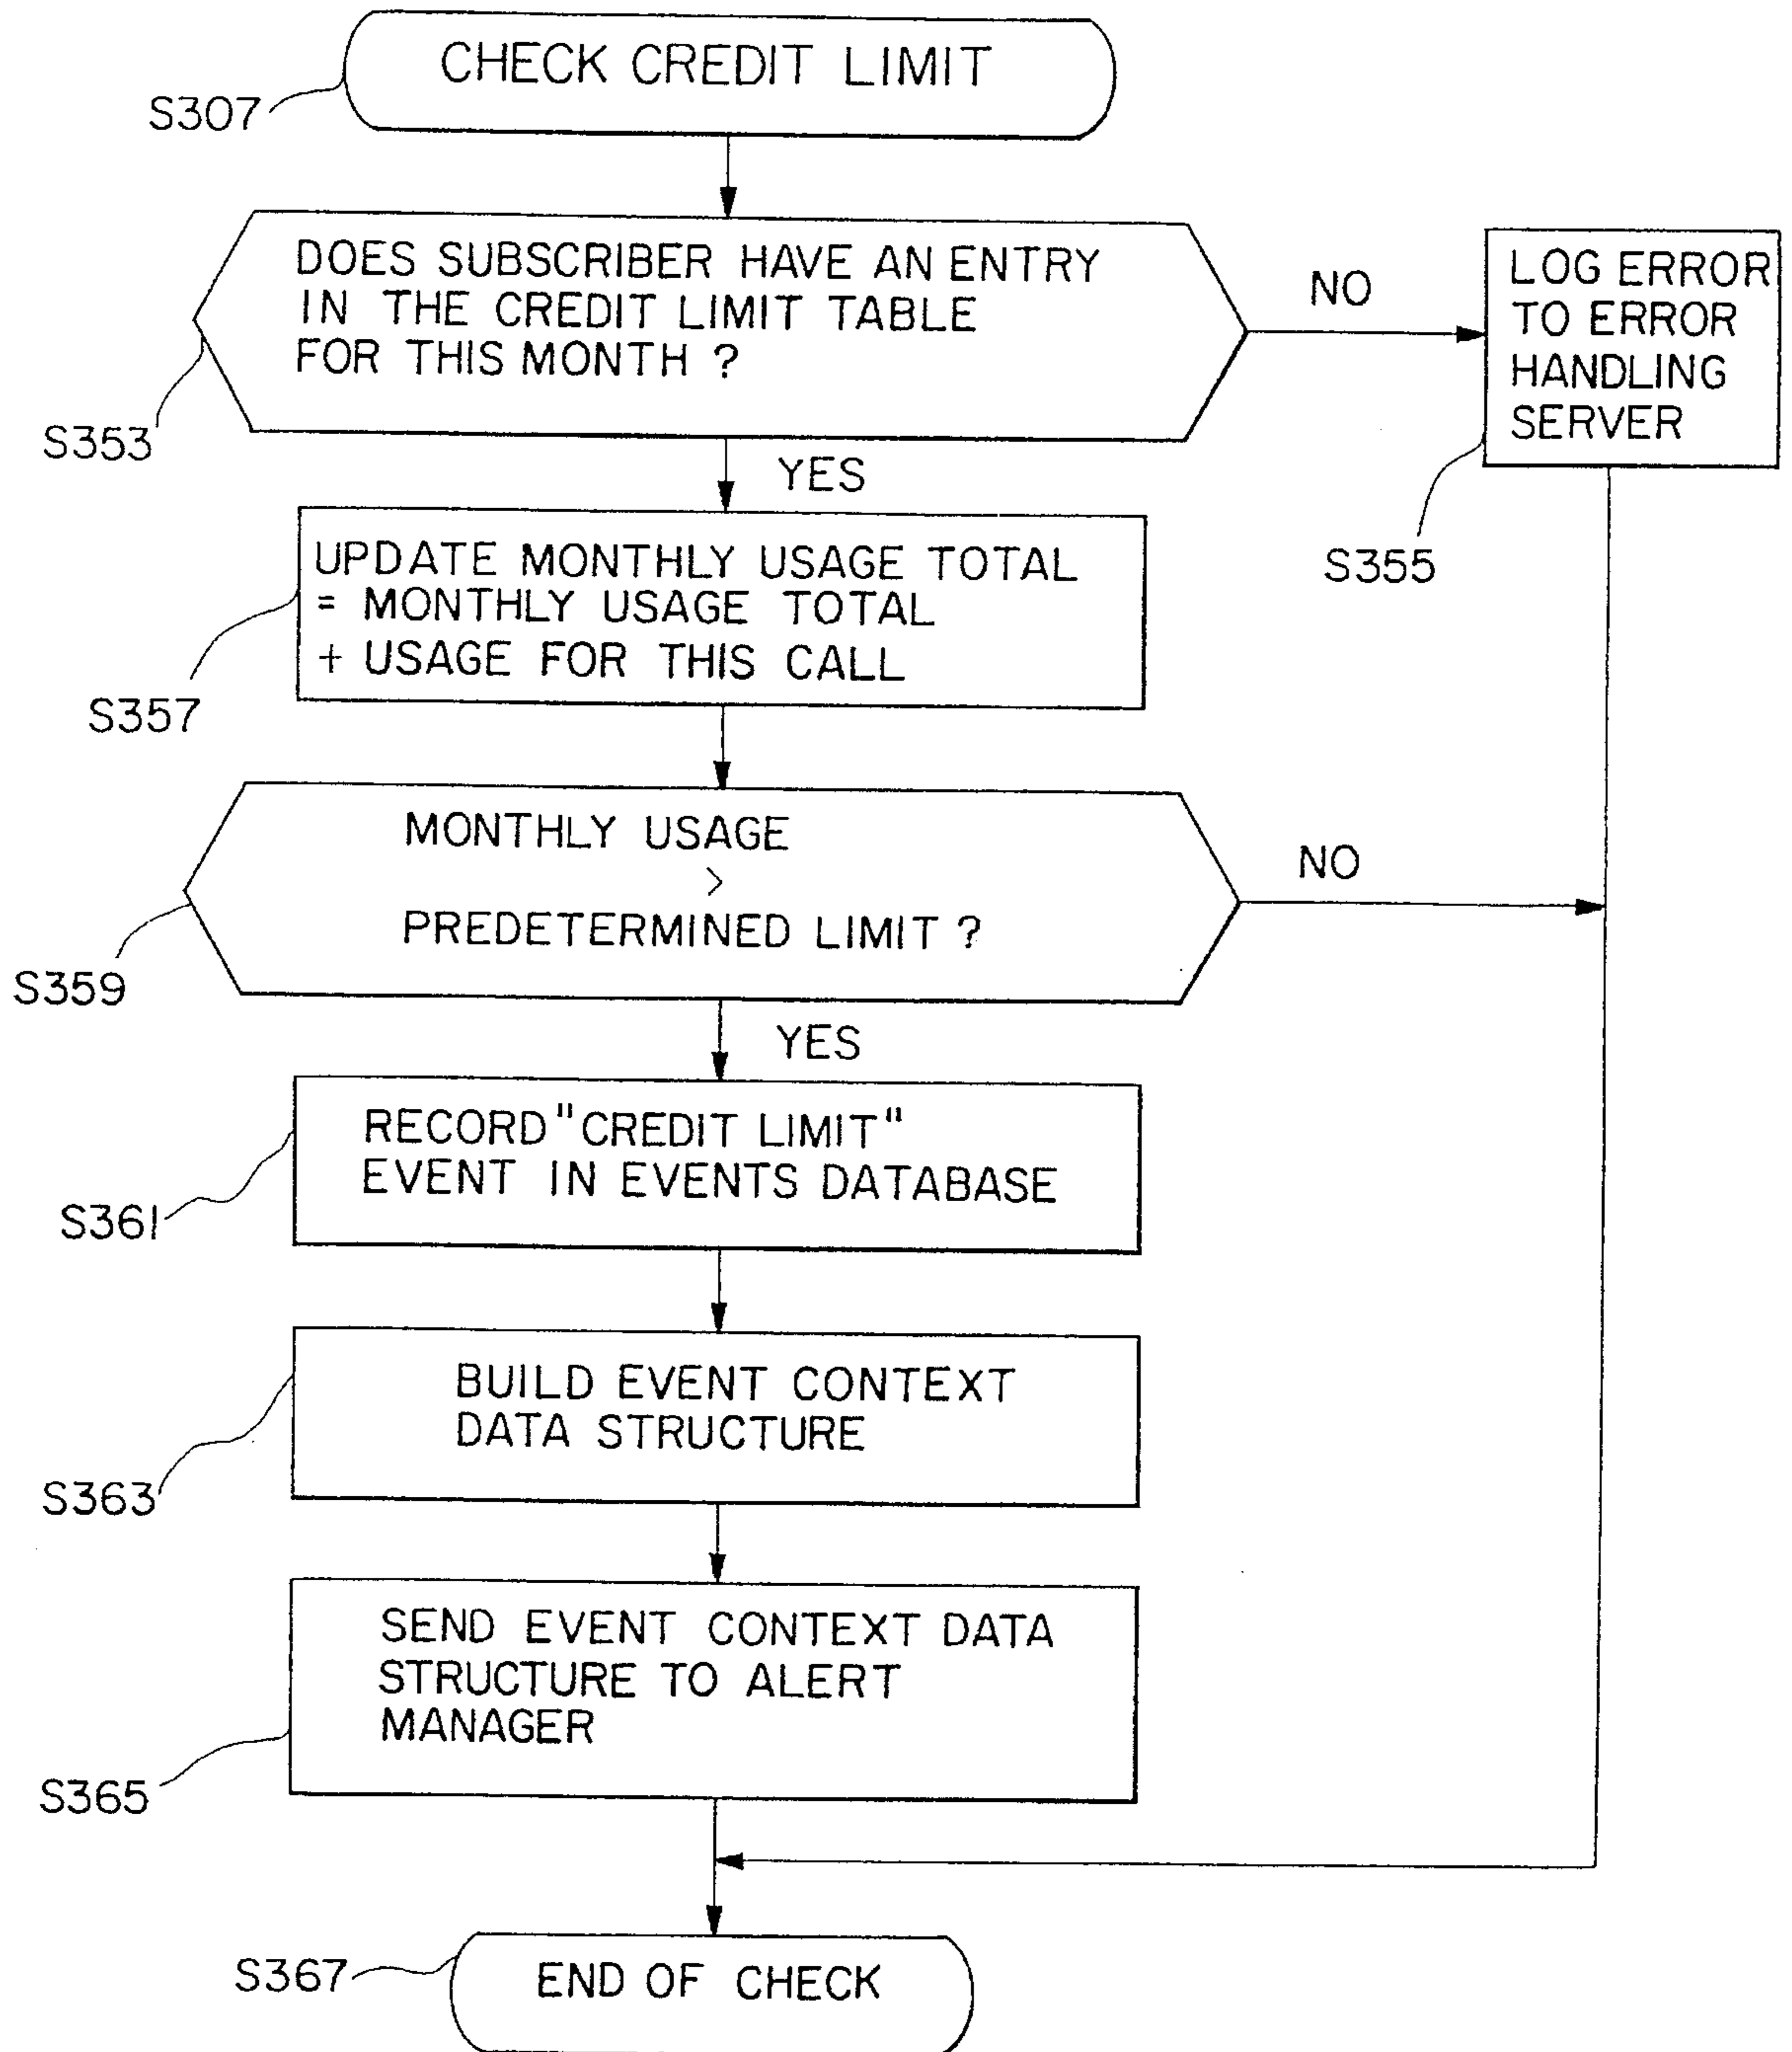 CHECK CREDIT LIMIT
S307
DOES SUBSCRIBER HAVE AN ENTRY
IN THE CREDIT LIMIT TABLE
FOR THIS MONTH ?
S353
NO
LOG ERROR
TO ERROR
HANDLING
SERVER
S355
YES
UPDATE MONTHLY USAGE TOTAL
= MONTHLY USAGE TOTAL
+ USAGE FOR THIS CALL
S357
MONTHLY USAGE
>
PREDETERMINED LIMIT ?
S359
NO
YES
RECORD "CREDIT LIMIT"
EVENT IN EVENTS DATABASE
S361
BUILD EVENT CONTEXT
DATA STRUCTURE
S363
SEND EVENT CONTEXT DATA
STRUCTURE TO ALERT
MANAGER
S365
S367
END OF CHECK